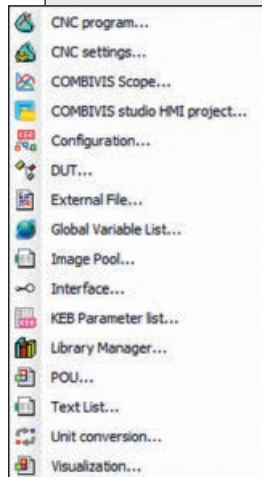 CNC program...
CNC settings...
COMBIVIS Scope...
COMBIVIS studio HMI project...
Configuration...
DUT...
External File...
Global Variable List...
Image Pool...
Interface...
KEB Parameter list...
Library Manager...
POU...
Text List...
Unit conversion...
Visualization...